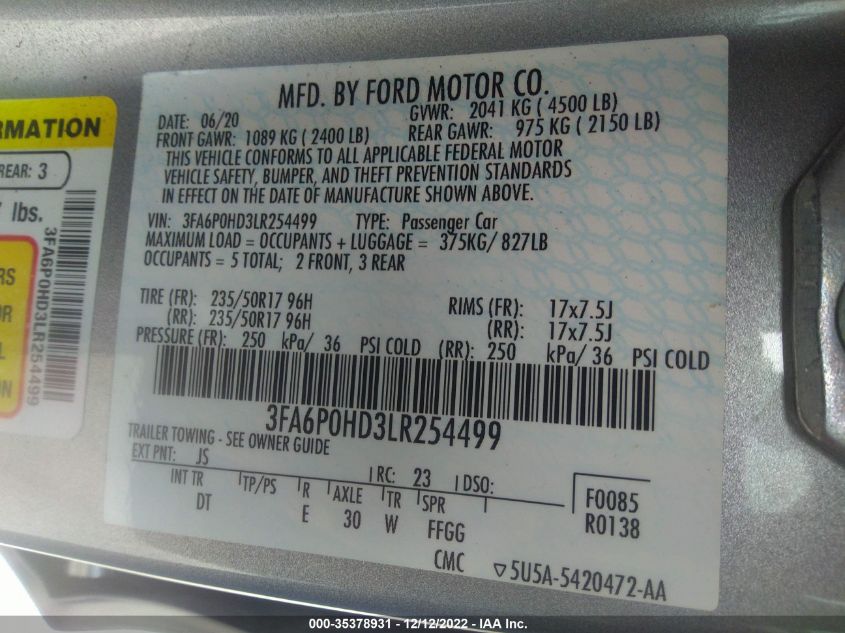 MFD. BY FORD MOTOR CO.
DATE: 06/20 GVWR: 2041 KG ( 4500 LB)
FRONT GAWR: 1089 KG ( 2400 LB) REAR GAWR: 975 KG ( 2150 LB)
THIS VEHICLE CONFORMS TO ALL APPLICABLE FEDERAL MOTOR
VEHICLE SAFETY, BUMPER, AND THEFT PREVENTION STANDARDS
IN EFFECT ON THE DATE OF MANUFACTURE SHOWN ABOVE.
VIN: 3FA6P0HD3LR254499 TYPE: Passenger Car
MAXIMUM LOAD = OCCUPANTS + LUGGAGE = 375KG/ 827LB
OCCUPANTS = 5 TOTAL; 2 FRONT, 3 REAR
TIRE (FR): 235/50R17 96H RIMS (FR): 17x7.5J
(RR): 235/50R17 96H (RR): 17x7.5J
PRESSURE (FR): 250 kPa/ 36 PSI COLD (RR): 250 kPa/ 36 PSI COLD
3FA6P0HD3LR254499
TRAILER TOWING - SEE OWNER GUIDE
EXT PNT: JS RC: 23 DSO:
INT TR TP/PS R AXLE TR SPR
DT E 30 W FFGG
CMC
F0085
R0138
▽5U5A-5420472-AA
RMATION
REAR: 3
lbs.
3FA6P0HD3LR254499
RS
OR
L
ON
000-35378931 - 12/12/2022 - IAA Inc.